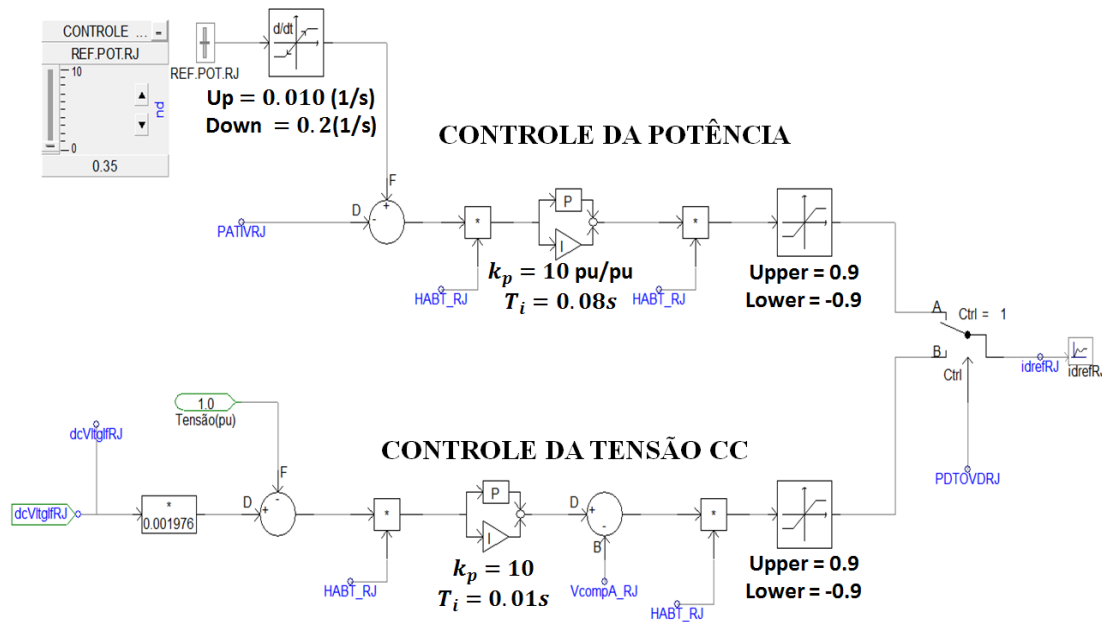 CONTROLE ...
REF.POT.RJ
10
0
pu
0.35
REF.POT.RJ
d/dt
Up = 0.010 (1/s)
Down = 0.2(1/s)
CONTROLE DA POTÊNCIA
F
D
+
-
PATIVRJ
*
HABT_RJ
P
I
k_p = 10 pu/pu
T_i = 0.08s
*
HABT_RJ
Upper = 0.9
Lower = -0.9
A
B
Ctrl = 1
Ctrl
idrefRJ
idrefRJ
PDTOVDRJ
1.0
Tensão(pu)
CONTROLE DA TENSÃO CC
dcVltglfRJ
dcVltglfRJ
*
0.001976
F
D
-
+
*
HABT_RJ
P
I
k_p = 10
T_i = 0.01s
D
+
-
B
VcompA_RJ
*
HABT_RJ
Upper = 0.9
Lower = -0.9